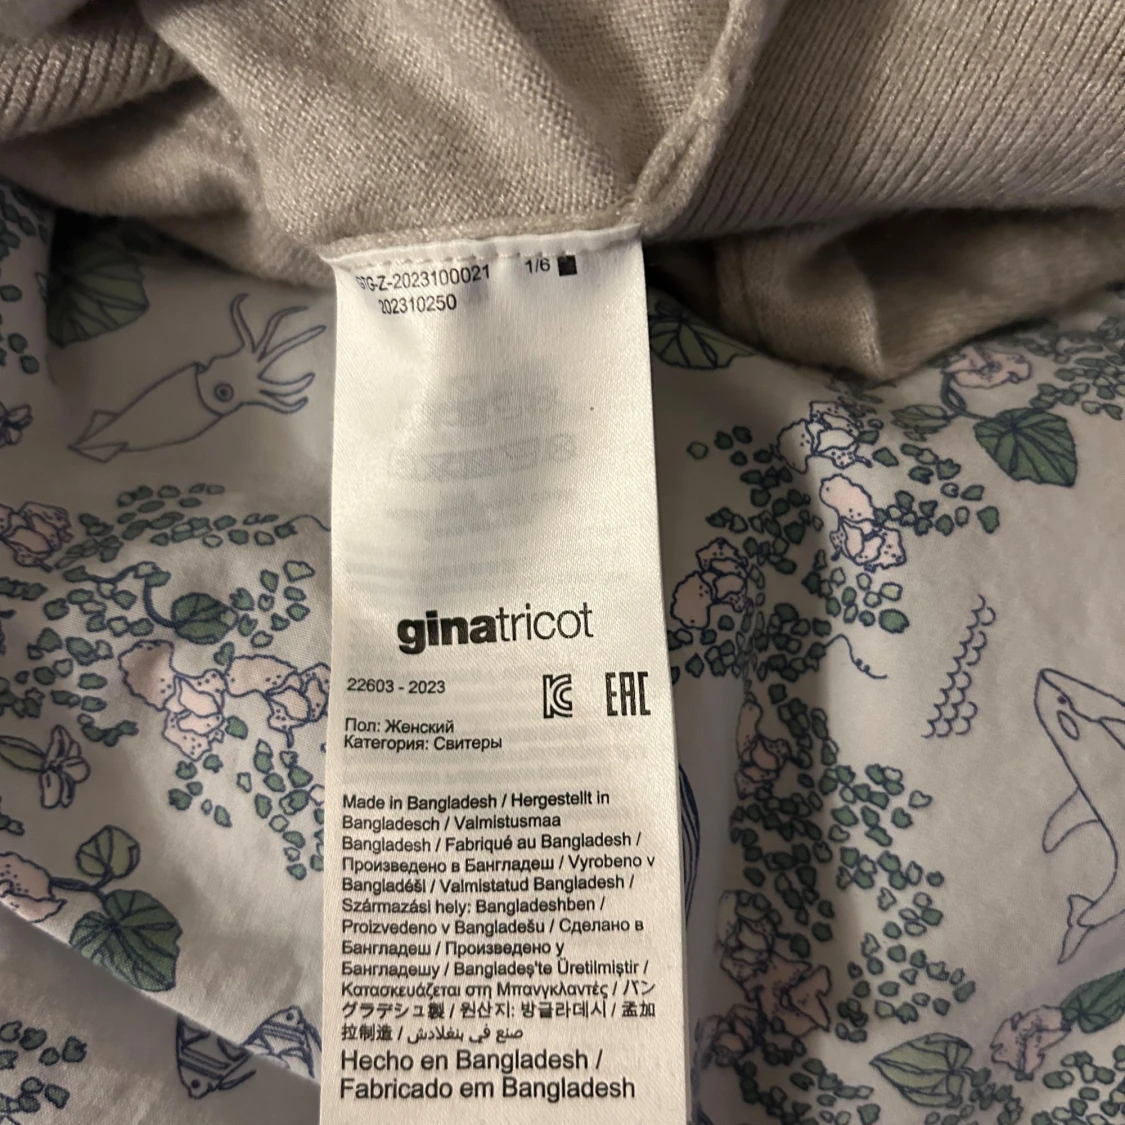 GTG-Z-2023100021 1/6
202310250
ginatricot
22603 - 2023
EAC
Пол: Женский
Категория: Свитеры
Made in Bangladesh / Hergestellt in
Bangladesch / Valmistusmaa
Bangladesh / Fabriqué au Bangladesh /
Произведено в Бангладеш / Vyrobeno v
Bangladéši / Valmistatud Bangladesh /
Származási hely: Bangladeshben /
Proizvedeno v Bangladešu / Сделано в
Бангладеш / Произведено у
Бангладешу / Bangladeş'te Üretilmiştir /
Κατασκευάζεται στη Μπανγκλαντές / バン
グラデシュ製 / 원산지: 방글라데시 / 孟加
拉制造 / صنع في بنغلادش
Hecho en Bangladesh /
Fabricado em Bangladesh